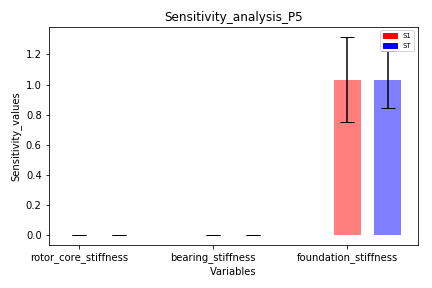 Sensitivity_analysis_P5
S1
ST
1.2
1.0
0.8
0.6
0.4
0.2
0.0
Sensitivity_values
rotor_core_stiffness bearing_stiffness foundation_stiffness
Variables